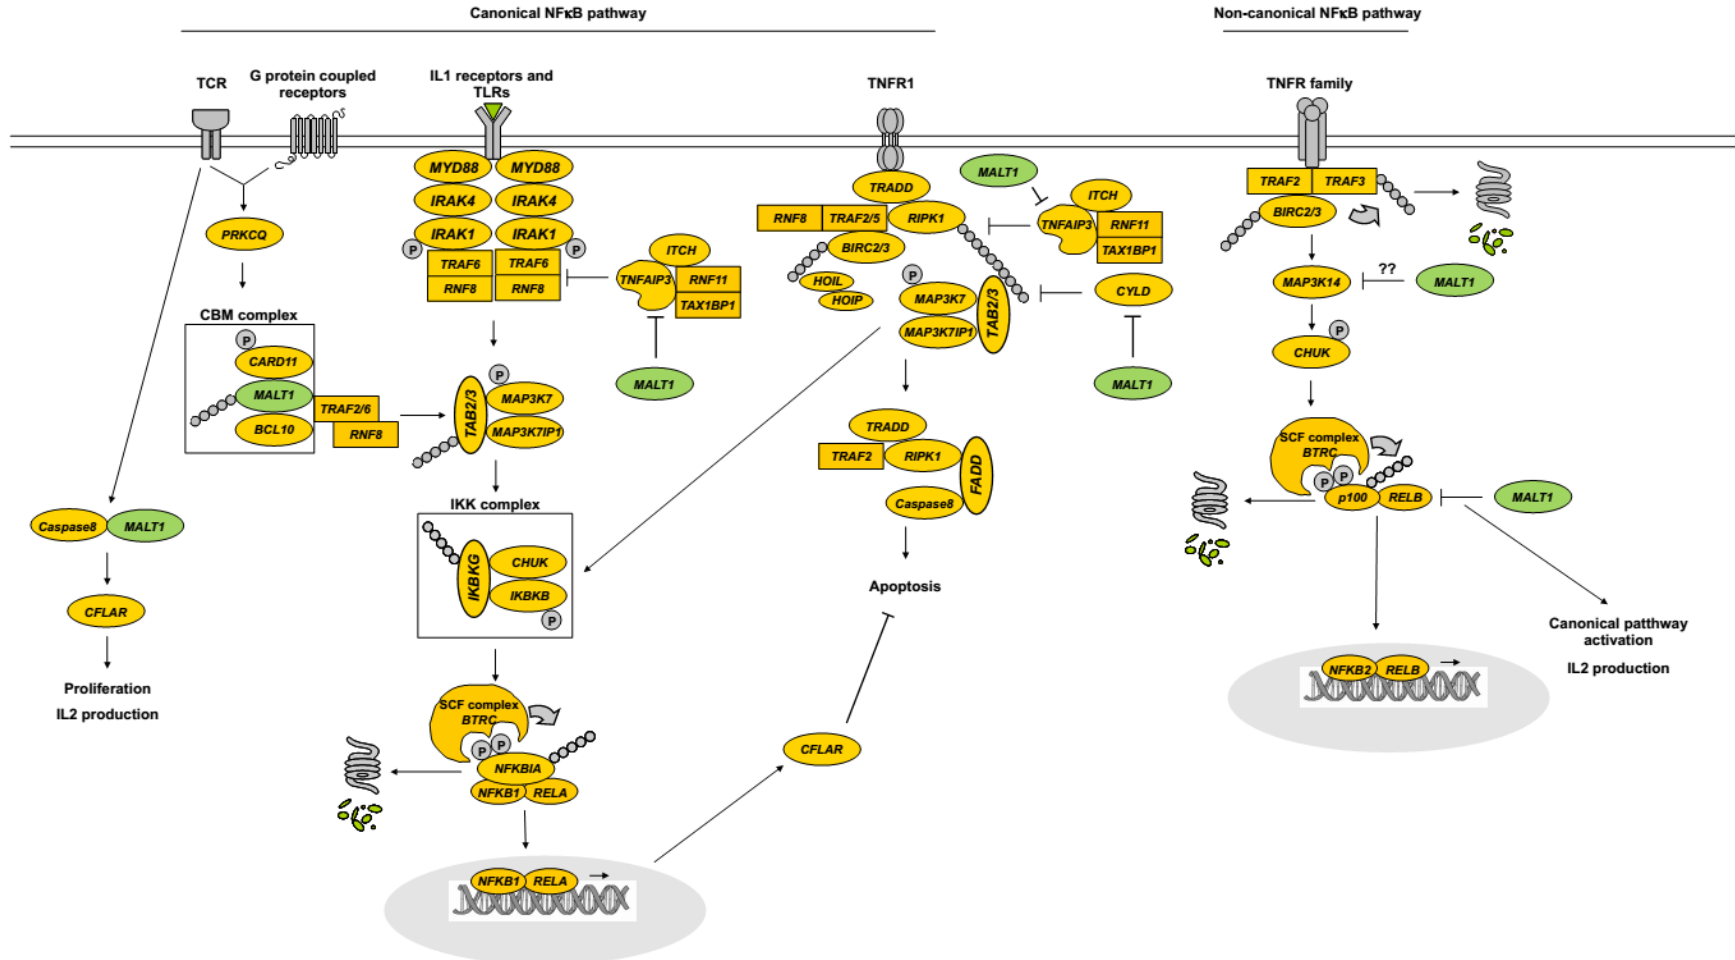 Canonical NFκB pathway
Non-canonical NFκB pathway
TCR
G protein coupled
receptors
IL1 receptors and
TLRs
TNFR1
TNFR family
PRKCQ
CBM complex
P
CARD11
MALT1
BCL10
TRAF2/6
RNF8
Caspase8
MALT1
CFLAR
Proliferation
IL2 production
MYD88
MYD88
IRAK4
IRAK4
IRAK1
IRAK1
P
P
TRAF6
TRAF6
RNF8
RNF8
ITCH
TNFAIP3
RNF11
TAX1BP1
MALT1
P
TAB2/3
MAP3K7
MAP3K7IP1
IKK complex
IKBKG
CHUK
IKBKB
P
SCF complex
BTRC
P
P
NFKBIA
NFKB1
RELA
NFKB1
RELA
TRADD
RNF8
TRAF2/5
RIPK1
BIRC2/3
HOIL
HOIP
P
MAP3K7
MAP3K7IP1
TAB2/3
MALT1
ITCH
TNFAIP3
RNF11
TAX1BP1
CYLD
MALT1
TRADD
TRAF2
RIPK1
FADD
Caspase8
Apoptosis
CFLAR
TRAF2
TRAF3
BIRC2/3
MAP3K14
??
MALT1
P
CHUK
SCF complex
BTRC
P
P
p100
RELB
MALT1
Canonical patthway
activation
IL2 production
NFKB2
RELB